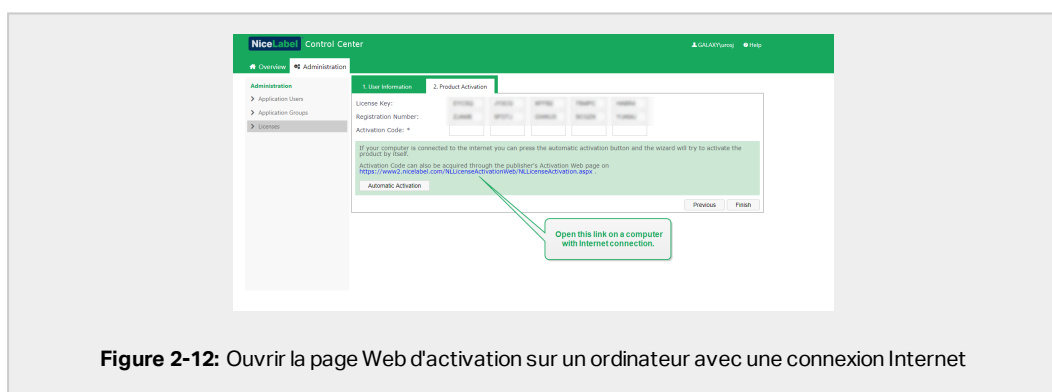 NiceLabel Control Center
GALAXY\uros Help
Overview Administration
Administration
Application Users
Application Groups
Licenses
1. User Information 2. Product Activation
License Key:
Registration Number:
Activation Code: *
If your computer is connected to the internet you can press the automatic activation button and the wizard will try to activate the
product by itself.
Activation Code can also be acquired through the publisher's Activation Web page on
https://www2.nicelabel.com/NLLicenseActivationWeb/NLLicenseActivation.aspx .
Automatic Activation
Previous Finish
Open this link on a computer
with Internet connection.
Figure 2-12: Ouvrir la page Web d'activation sur un ordinateur avec une connexion Internet